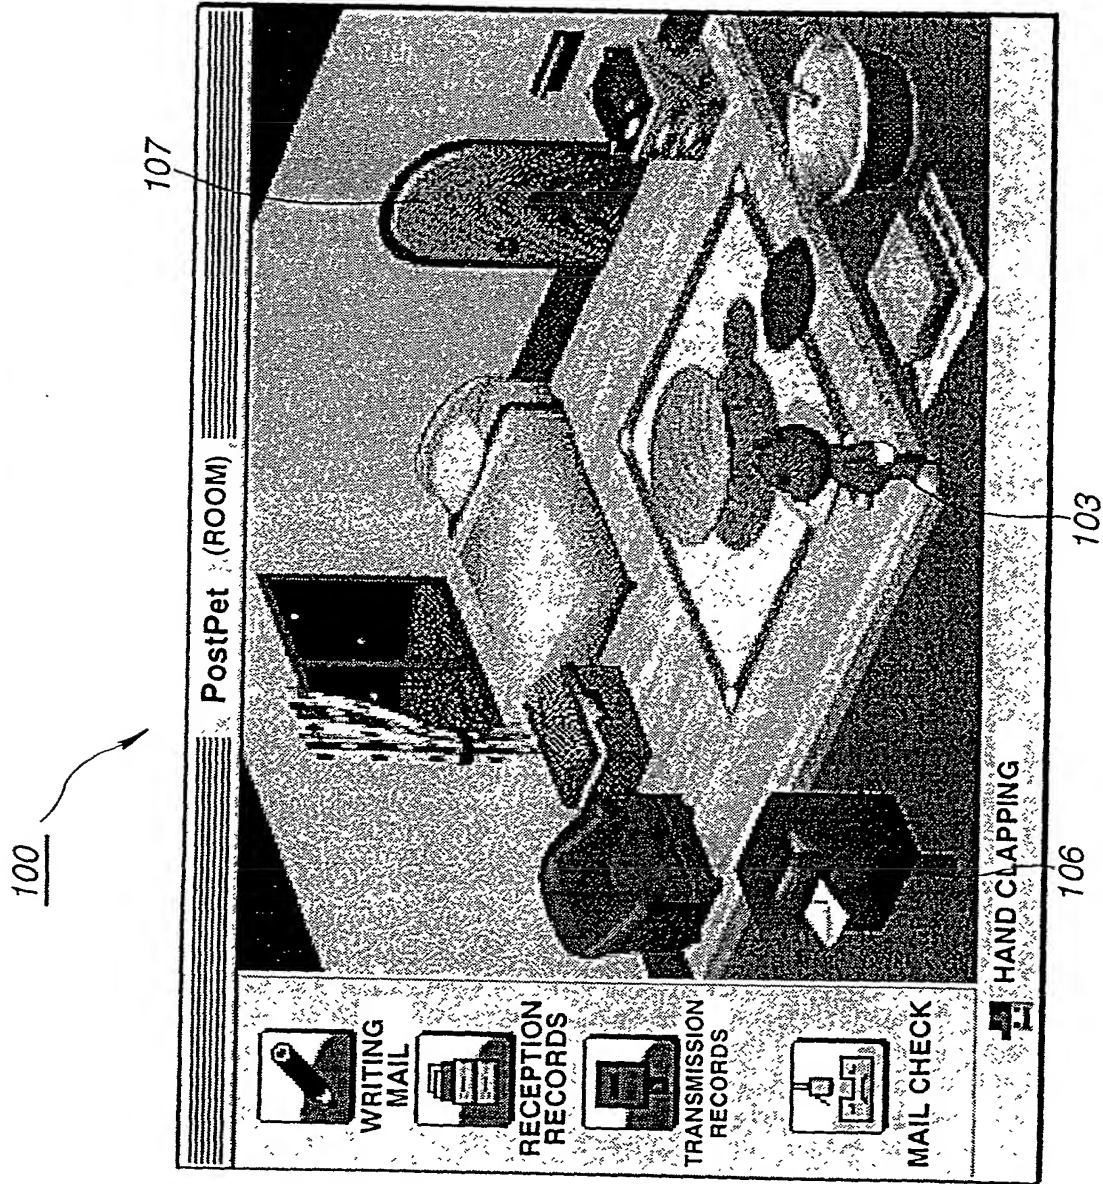 100
PostPet (ROOM)
107
WRITING
MAIL
RECEPTION
RECORDS
TRANSMISSION
RECORDS
MAIL CHECK
HAND CLAPPING
106
103